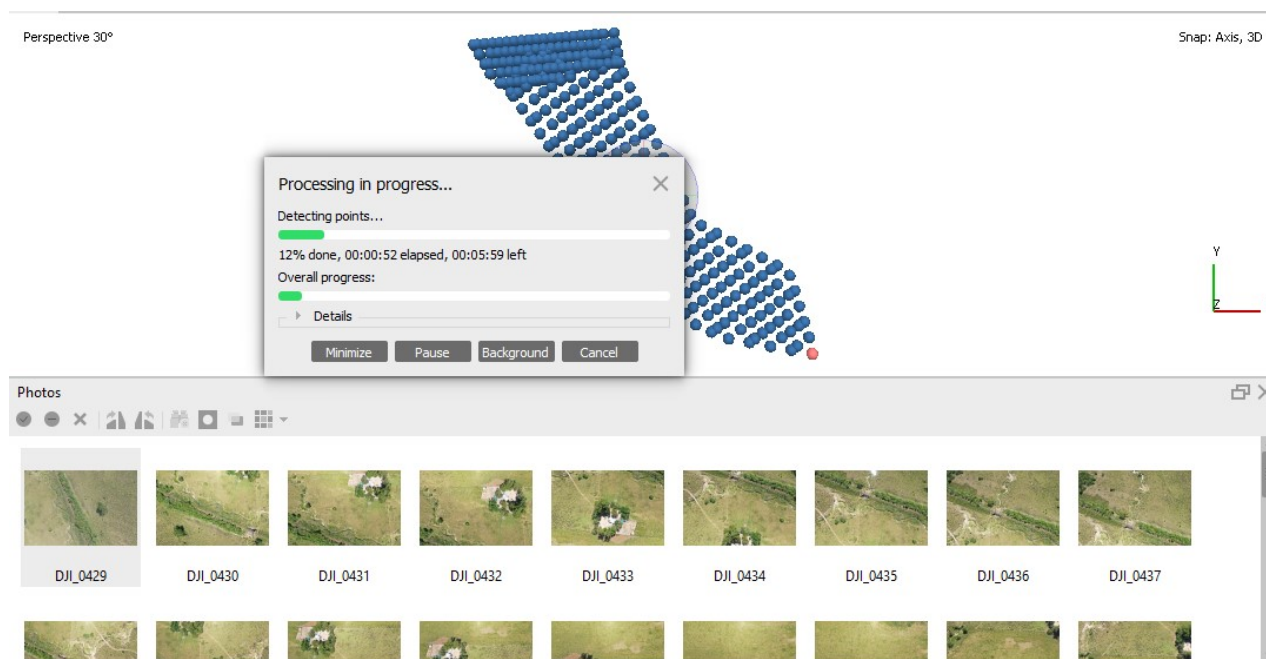 Perspective 30°
Snap: Axis, 3D
Processing in progress...
Detecting points...
12% done, 00:00:52 elapsed, 00:05:59 left
Overall progress:
Details
Minimize Pause Background Cancel
Y
Z
Photos
DJI_0429 DJI_0430 DJI_0431 DJI_0432 DJI_0433 DJI_0434 DJI_0435 DJI_0436 DJI_0437